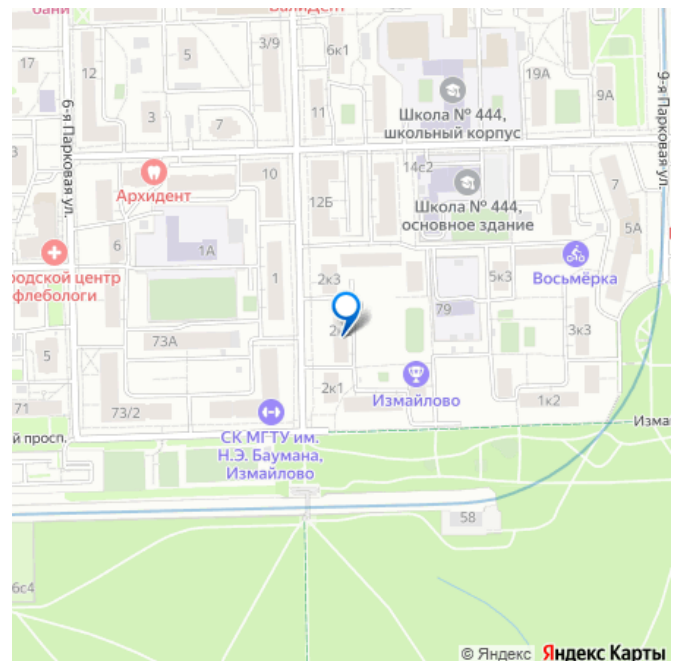 бани
ВалиДент
3/9
6к1
5
17
12
19А
9А
9-я Парковая ул.
6-я Парковая ул.
3
7
11
Школа № 444,
школьный корпус
3
10
14с2
Архидент
12Б
Школа № 444,
основное здание
7
5А
6
1А
родской центр
флебологи
1
2к3
5к3
Восьмёрка
79
73А
3к3
5
2к1
Измайлово
1к2
71
73/2
й просп.
СК МГТУ им.
Н.Э. Баумана,
Измайлово
Изма
58
6с4
© Яндекс Яндекс Карты